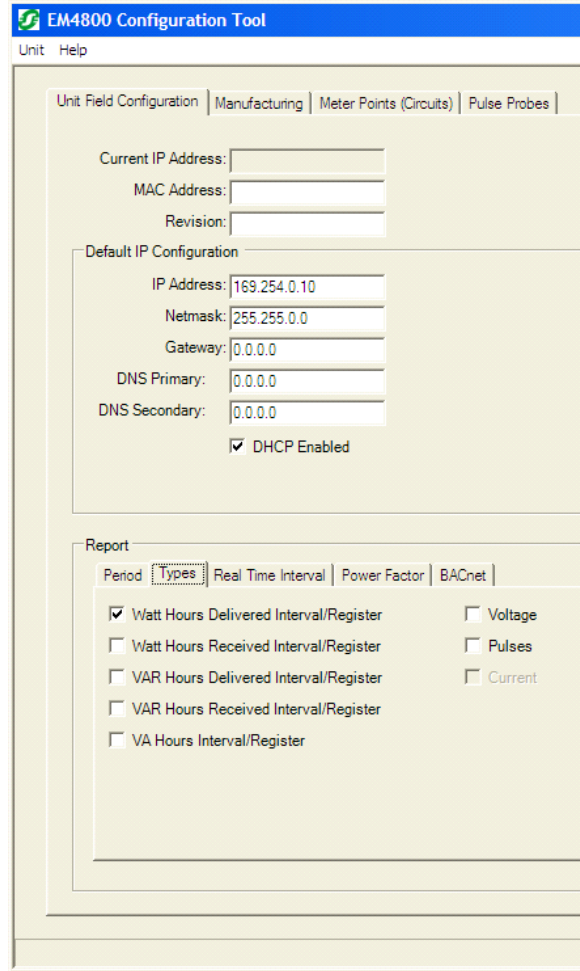 EM4800 Configuration Tool
Unit Help
Unit Field Configuration Manufacturing Meter Points (Circuits) Pulse Probes
Current IP Address:
MAC Address:
Revision:
Default IP Configuration
IP Address: 169.254.0.10
Netmask: 255.255.0.0
Gateway: 0.0.0.0
DNS Primary: 0.0.0.0
DNS Secondary: 0.0.0.0
DHCP Enabled
Report
Period Types Real Time Interval Power Factor BACnet
Watt Hours Delivered Interval/Register Voltage
Watt Hours Received Interval/Register Pulses
VAR Hours Delivered Interval/Register Current
VAR Hours Received Interval/Register
VA Hours Interval/Register